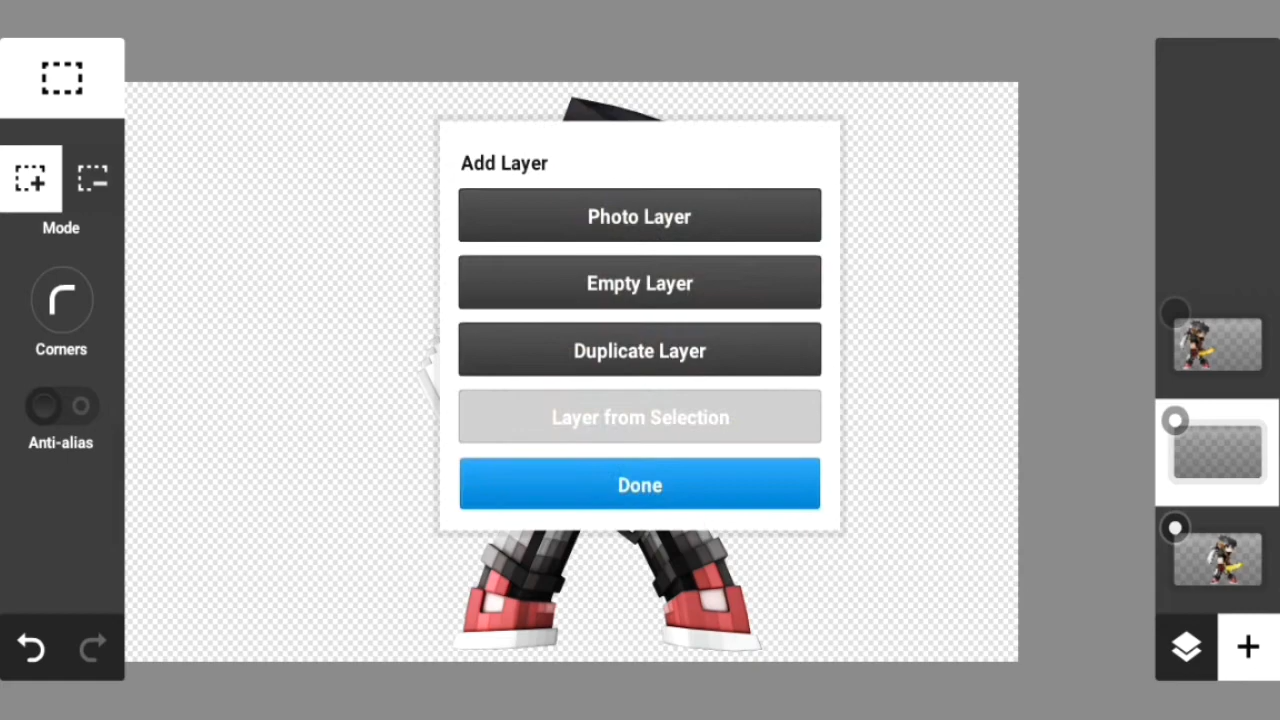 Add Layer
Photo Layer
Empty Layer
Duplicate Layer
Layer from Selection
Done
Mode
Corners
Anti-alias